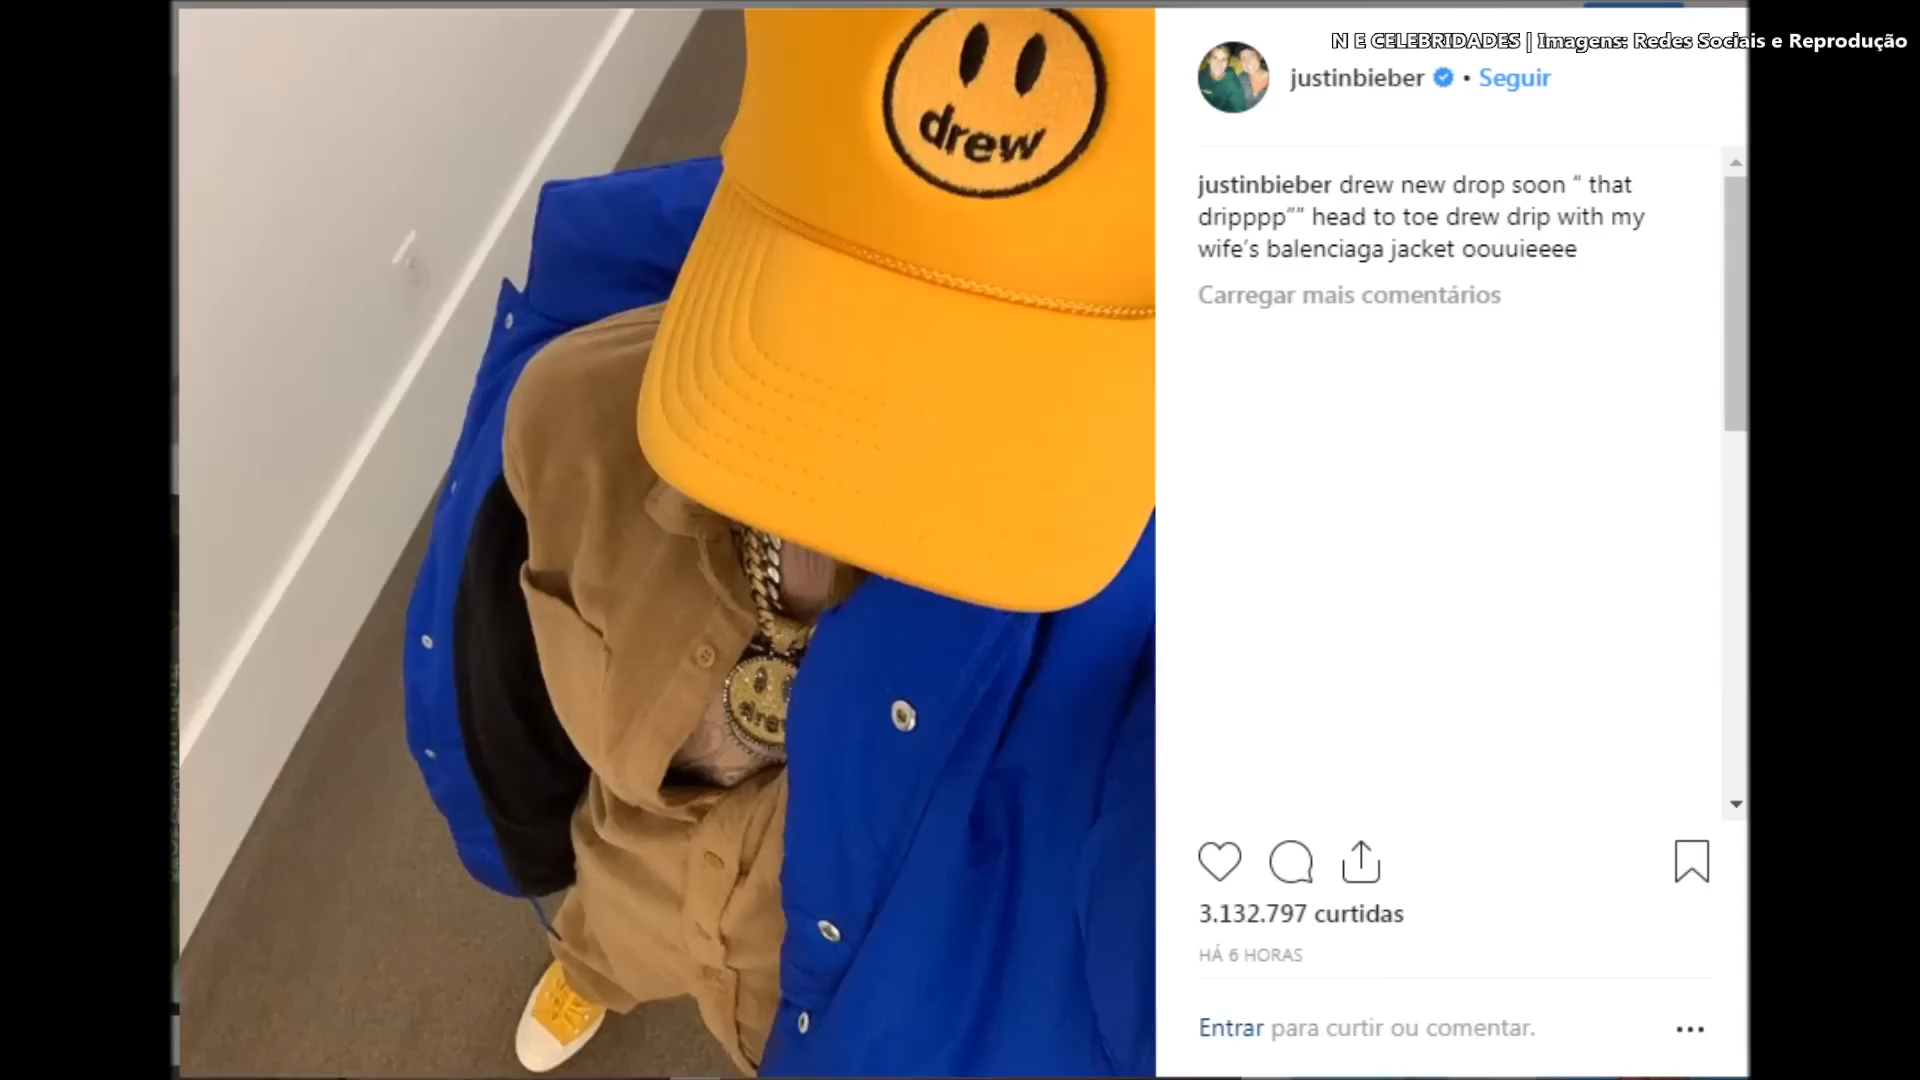 N E CELEBRIDADES | Imagens: Redes Sociais e Reprodução
drew
drew
justinbieber • Seguir
justinbieber drew new drop soon “ that
dripppp”” head to toe drew drip with my
wife’s balenciaga jacket oouuieeee
Carregar mais comentários
3.132.797 curtidas
HÁ 6 HORAS
Entrar para curtir ou comentar.